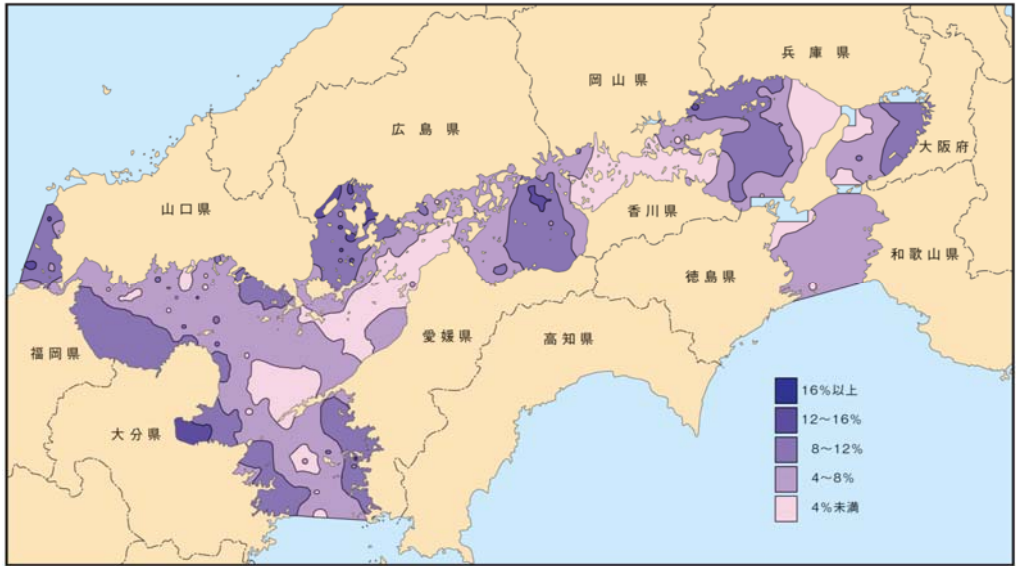 兵庫県
岡山県
広島県
大阪府
山口県
香川県
和歌山県
徳島県
愛媛県
高知県
福岡県
大分県
16%以上
12～16%
8～12%
4～8%
4%未満